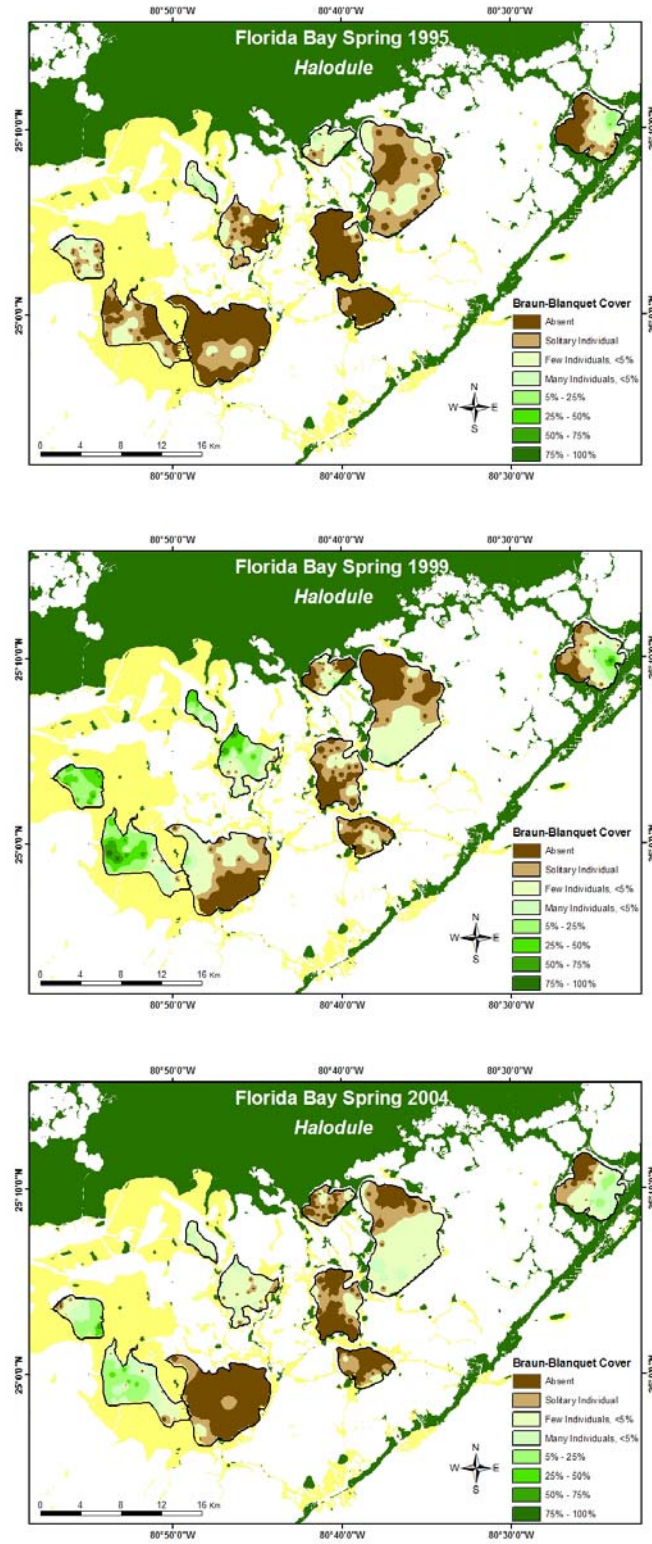 80°50'0"W 80°40'0"W 80°30'0"W
Florida Bay Spring 1995
Halodule
25°10'0"N
25°0'0"N
Braun-Blanquet Cover
Absent
Solitary Individual
Few Individuals, <5%
Many Individuals, <5%
5% - 25%
25% - 50%
50% - 75%
75% - 100%
N
W E
S
0 4 8 12 16 Km
80°50'0"W 80°40'0"W 80°30'0"W
80°50'0"W 80°40'0"W 80°30'0"W
Florida Bay Spring 1999
Halodule
25°10'0"N
25°0'0"N
Braun-Blanquet Cover
Absent
Solitary Individual
Few Individuals, <5%
Many Individuals, <5%
5% - 25%
25% - 50%
50% - 75%
75% - 100%
N
W E
S
0 4 8 12 16 Km
80°50'0"W 80°40'0"W 80°30'0"W
80°50'0"W 80°40'0"W 80°30'0"W
Florida Bay Spring 2004
Halodule
25°10'0"N
25°0'0"N
Braun-Blanquet Cover
Absent
Solitary Individual
Few Individuals, <5%
Many Individuals, <5%
5% - 25%
25% - 50%
50% - 75%
75% - 100%
N
W E
S
0 4 8 12 16 Km
80°50'0"W 80°40'0"W 80°30'0"W